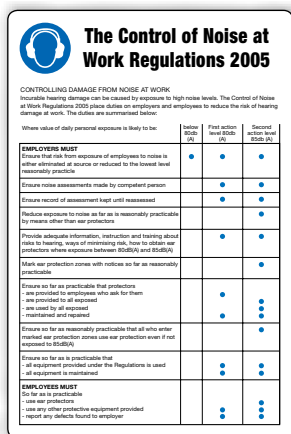 The Control of Noise at
Work Regulations 2005
CONTROLLING DAMAGE FROM NOISE AT WORK
Incurable hearing damage can be caused by exposure to high noise levels. The Control of Noise
at Work Regulations 2005 place duties on employers and employees to reduce the risk of hearing
damage at work. The duties are summarised below:
Where value of daily personal exposure is likely to be:
below
80db
(A)
First action
level 80db
(A)
Second
action level
85db (A)
EMPLOYERS MUST
Ensure that risk from exposure of employees to noise is
either eliminated at source or reduced to the lowest level
reasonably practicle
Ensure noise assessments made by competent person
Ensure record of assessment kept until reassessed
Reduce exposure to noise as far as is reasonably practicable
by means other than ear protectors
Provide adequate information, instruction and training about
risks to hearing, ways of minimising risk, how to obtain ear
protectors where exposure between 80dB(A) and 85dB(A)
Mark ear protection zones with notices so far as reasonably
practicable
Ensure so far as practicable that protectors
- are provided to employees who ask for them
- are provided to all exposed
- are used by all exposed
- maintained and repaired
Ensure so far as reasonably practicable that all who enter
marked ear protection zones use ear protection even if not
exposed to 85dB(A)
Ensure so far as is practicable that
- all equipment provided under the Regulations is used
- all equipment is maintained
EMPLOYEES MUST
So far as is practicable
- use ear protectors
- use any other protective equipment provided
- report any defects found to employer